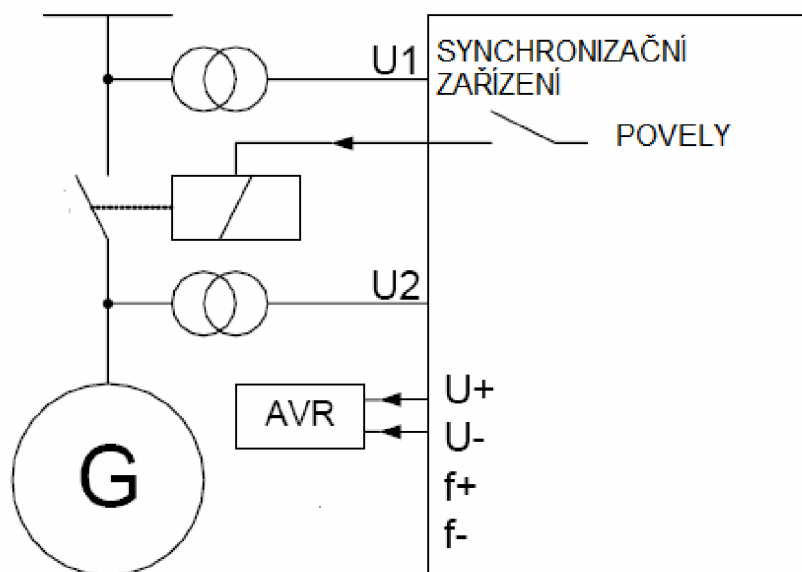 U1
SYNCHRONIZAČNÍ
ZAŘÍZENÍ
POVELY
U2
AVR
U+
U-
G
f+
f-